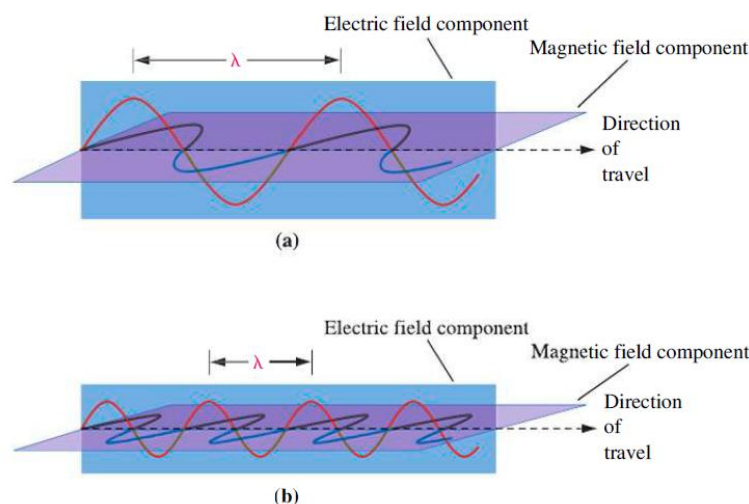 Electric field component
Magnetic field component
λ
Direction
of
travel
(a)
Electric field component
Magnetic field component
λ
Direction
of
travel
(b)